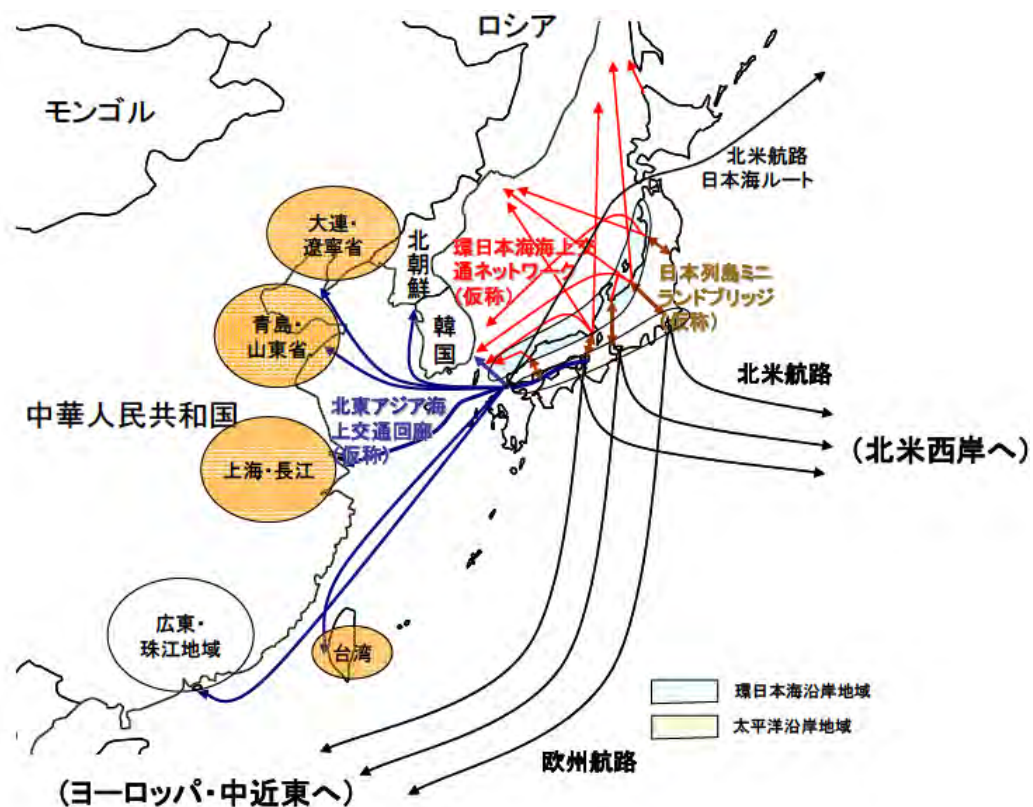 ロシア
モンゴル
北米航路
日本海ルート
大連・
遼寧省
北朝鮮
環日本海海上交
通ネットワーク
(仮称)
日本列島ミニ
ランドブリッジ
(仮称)
青島・
山東省
韓国
北米航路
中華人民共和国
北東アジア海
上交通回廊
(仮称)
(北米西岸へ)
上海・長江
広東・
珠江地域
台湾
環日本海沿岸地域
太平洋沿岸地域
欧州航路
(ヨーロッパ・中近東へ)